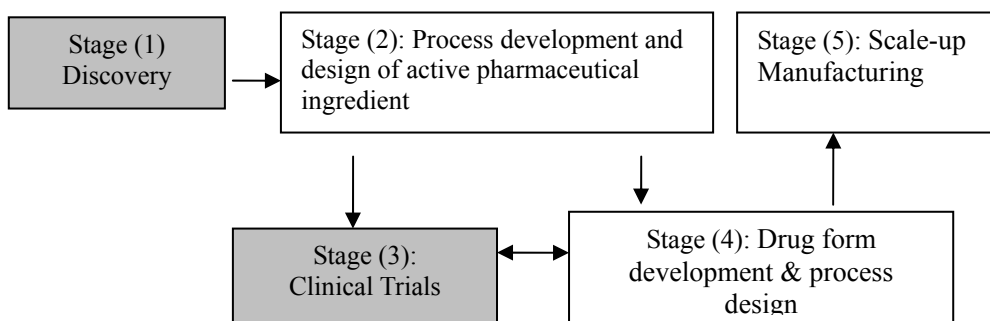 Stage (1)
Discovery
Stage (2): Process development and
design of active pharmaceutical
ingredient
Stage (5): Scale-up
Manufacturing
Stage (3):
Clinical Trials
Stage (4): Drug form
development & process
design